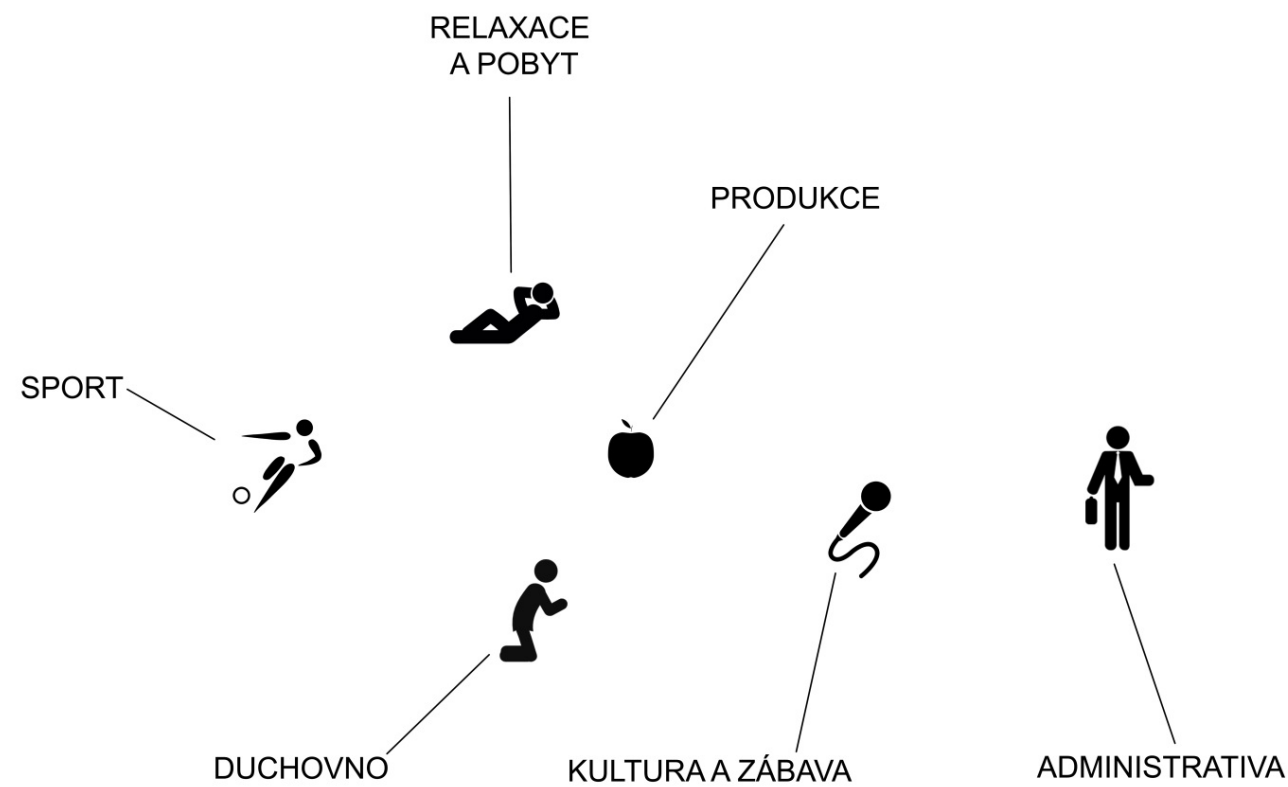 RELAXACE
A POBYT
PRODUKCE
SPORT
DUCHOVNO
KULTURA A ZÁBAVA
ADMINISTRATIVA